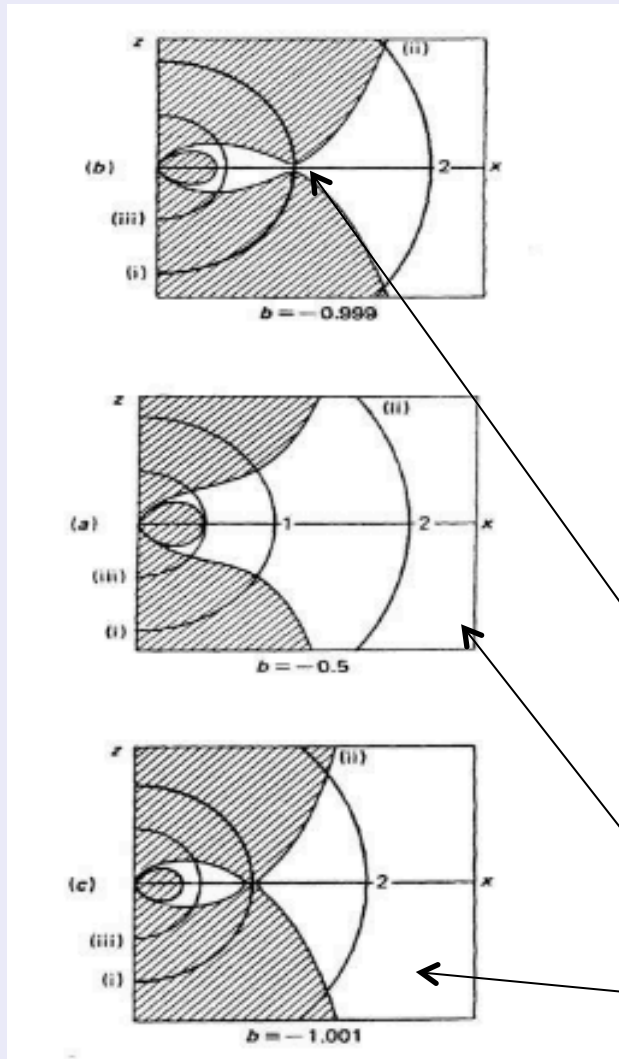 z
(ii)
(b)
2
x
(iii)
(i)
b = −0.999
z
(ii)
(a)
1
2
x
(iii)
(i)
b = −0.5
z
(ii)
(c)
2
x
(iii)
(i)
b = −1.001